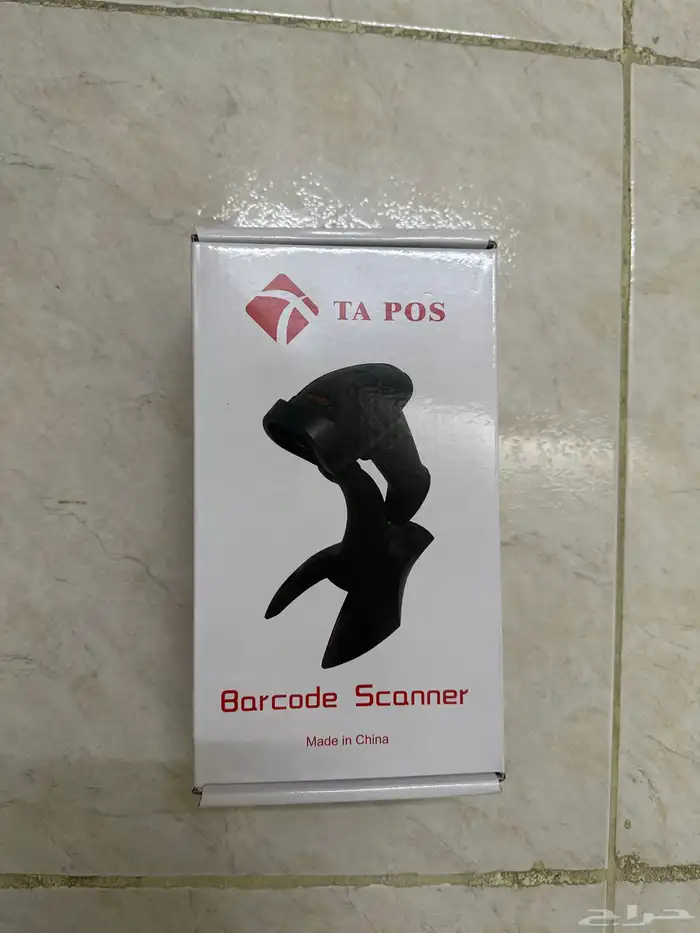 TA POS
Barcode Scanner
Made in China
حراج